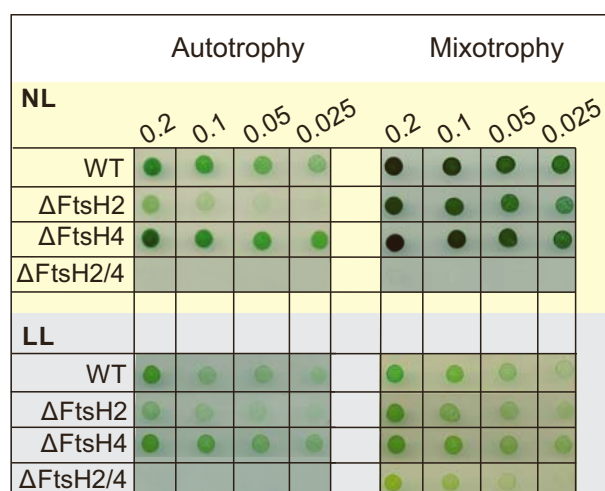 Autotrophy Mixotrophy
NL
0.2 0.1 0.05 0.025 0.2 0.1 0.05 0.025
WT
ΔFtsH2
ΔFtsH4
ΔFtsH2/4
LL
WT
ΔFtsH2
ΔFtsH4
ΔFtsH2/4